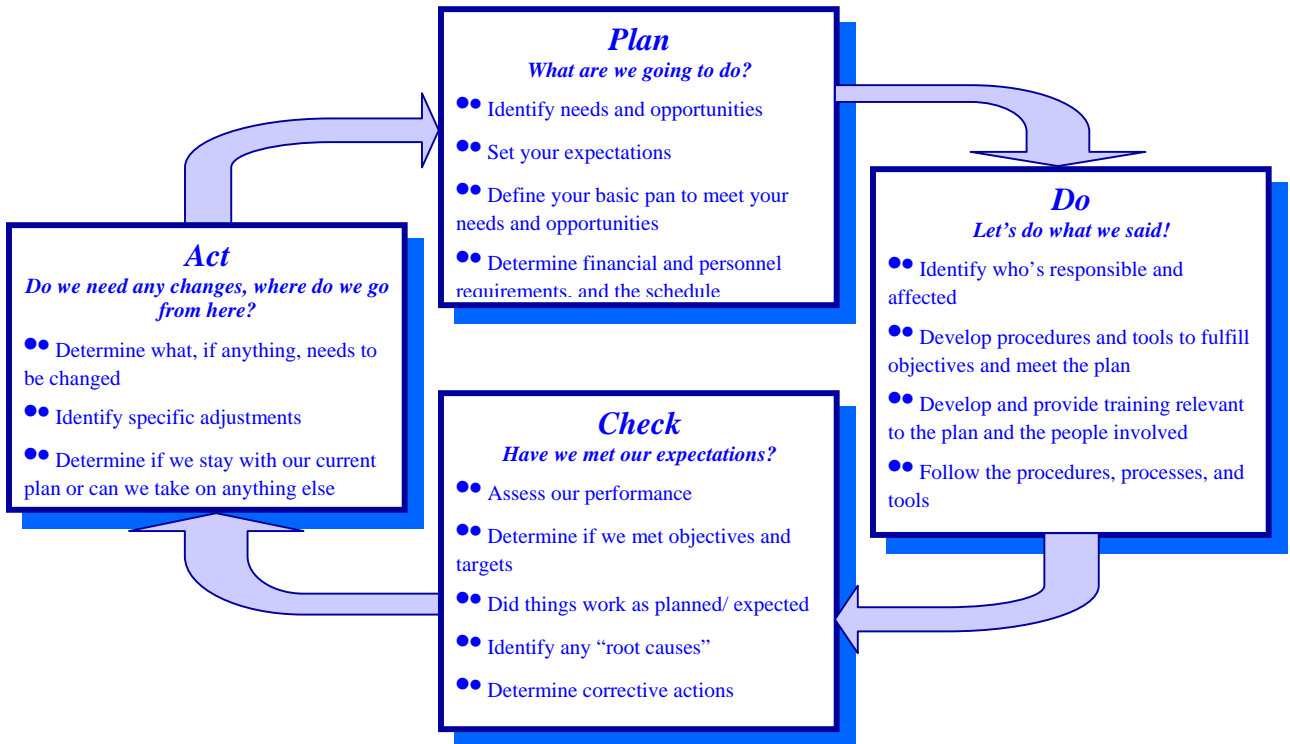 Plan
What are we going to do?
●● Identify needs and opportunities
●● Set your expectations
●● Define your basic pan to meet your
needs and opportunities
●● Determine financial and personnel
requirements, and the schedule
Do
Let’s do what we said!
●● Identify who’s responsible and
affected
●● Develop procedures and tools to fulfill
objectives and meet the plan
●● Develop and provide training relevant
to the plan and the people involved
●● Follow the procedures, processes, and
tools
Check
Have we met our expectations?
●● Assess our performance
●● Determine if we met objectives and
targets
●● Did things work as planned/ expected
●● Identify any “root causes”
●● Determine corrective actions
Act
Do we need any changes, where do we go
from here?
●● Determine what, if anything, needs to
be changed
●● Identify specific adjustments
●● Determine if we stay with our current
plan or can we take on anything else